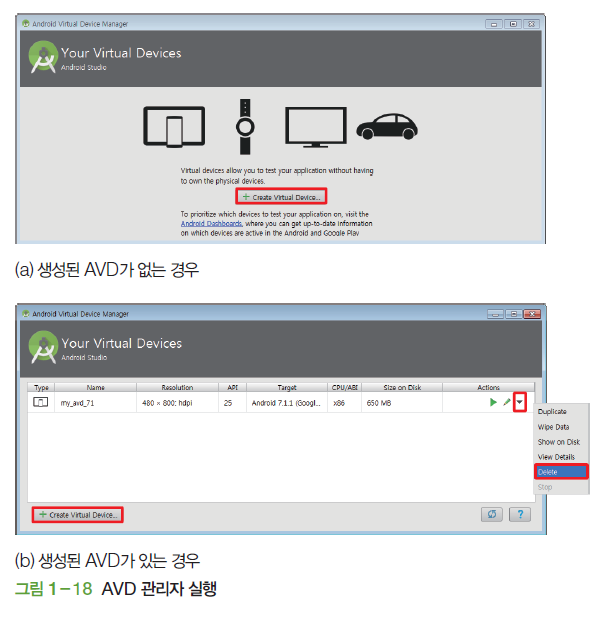 Android Virtual Device Manager
Your Virtual Devices
Android Studio
Virtual devices allow you to test your application without having
to own the physical devices.
+ Create Virtual Device...
To prioritize which devices to test your application on, visit the
Android Dashboards, where you can get up-to-date information
on which devices are active in the Android and Google Play
(a) 생성된 AVD가 없는 경우
Android Virtual Device Manager
Your Virtual Devices
Android Studio
Type Name Resolution API Target CPU/ABI Size on Disk Actions
my_avd_71 480 × 800: hdpi 25 Android 7.1.1 (Googl... x86 650 MB
Duplicate
Wipe Data
Show on Disk
View Details
Delete
Stop
+ Create Virtual Device...
?
(b) 생성된 AVD가 있는 경우
그림 1-18 AVD 관리자 실행